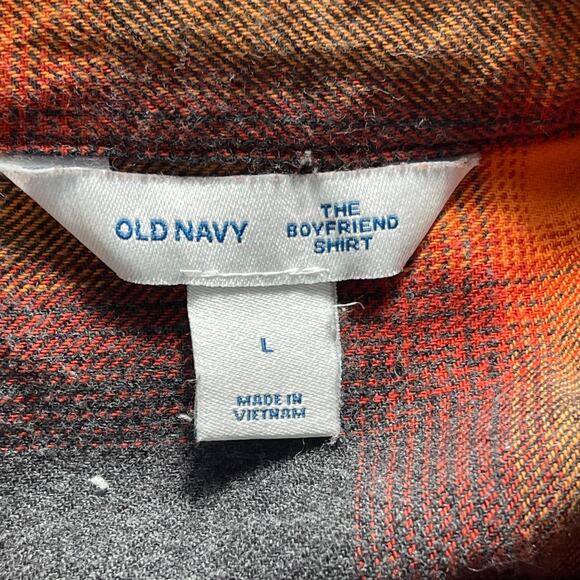 OLD NAVY
THE
BOYFRIEND
SHIRT
L
MADE IN
VIETNAM